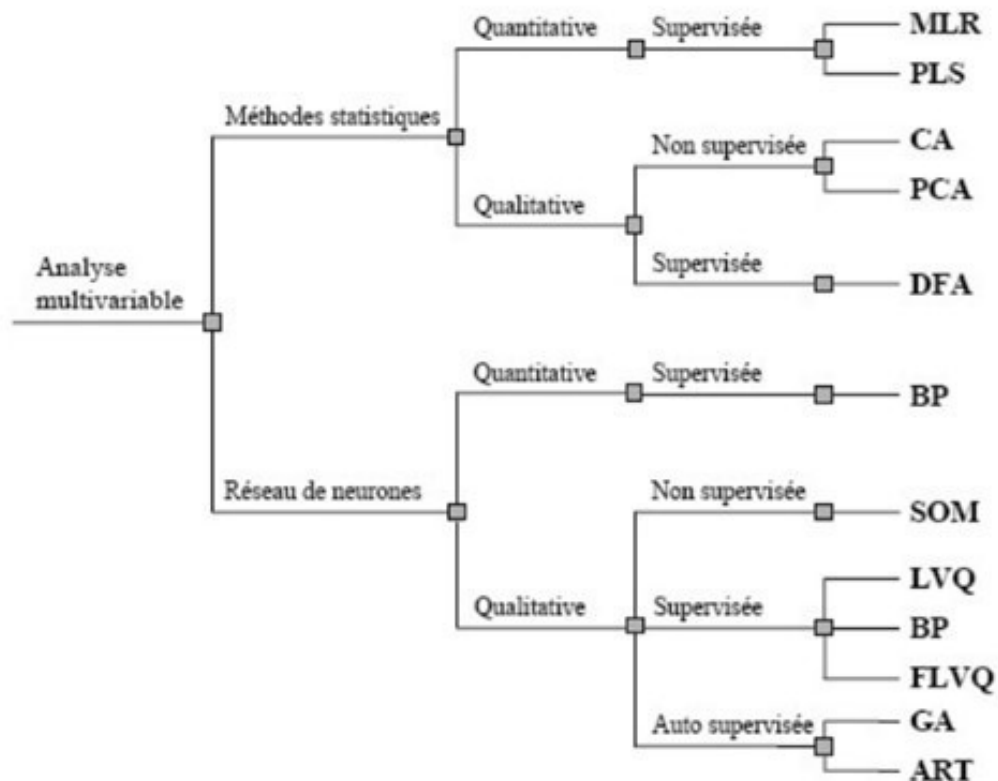 Quantitative
Supervisée
MLR
PLS
Méthodes statistiques
Non supervisée
CA
PCA
Qualitative
Supervisée
DFA
Analyse
multivariable
Quantitative
Supervisée
BP
Réseau de neurones
Non supervisée
SOM
LVQ
Qualitative
Supervisée
BP
FLVQ
Auto supervisée
GA
ART